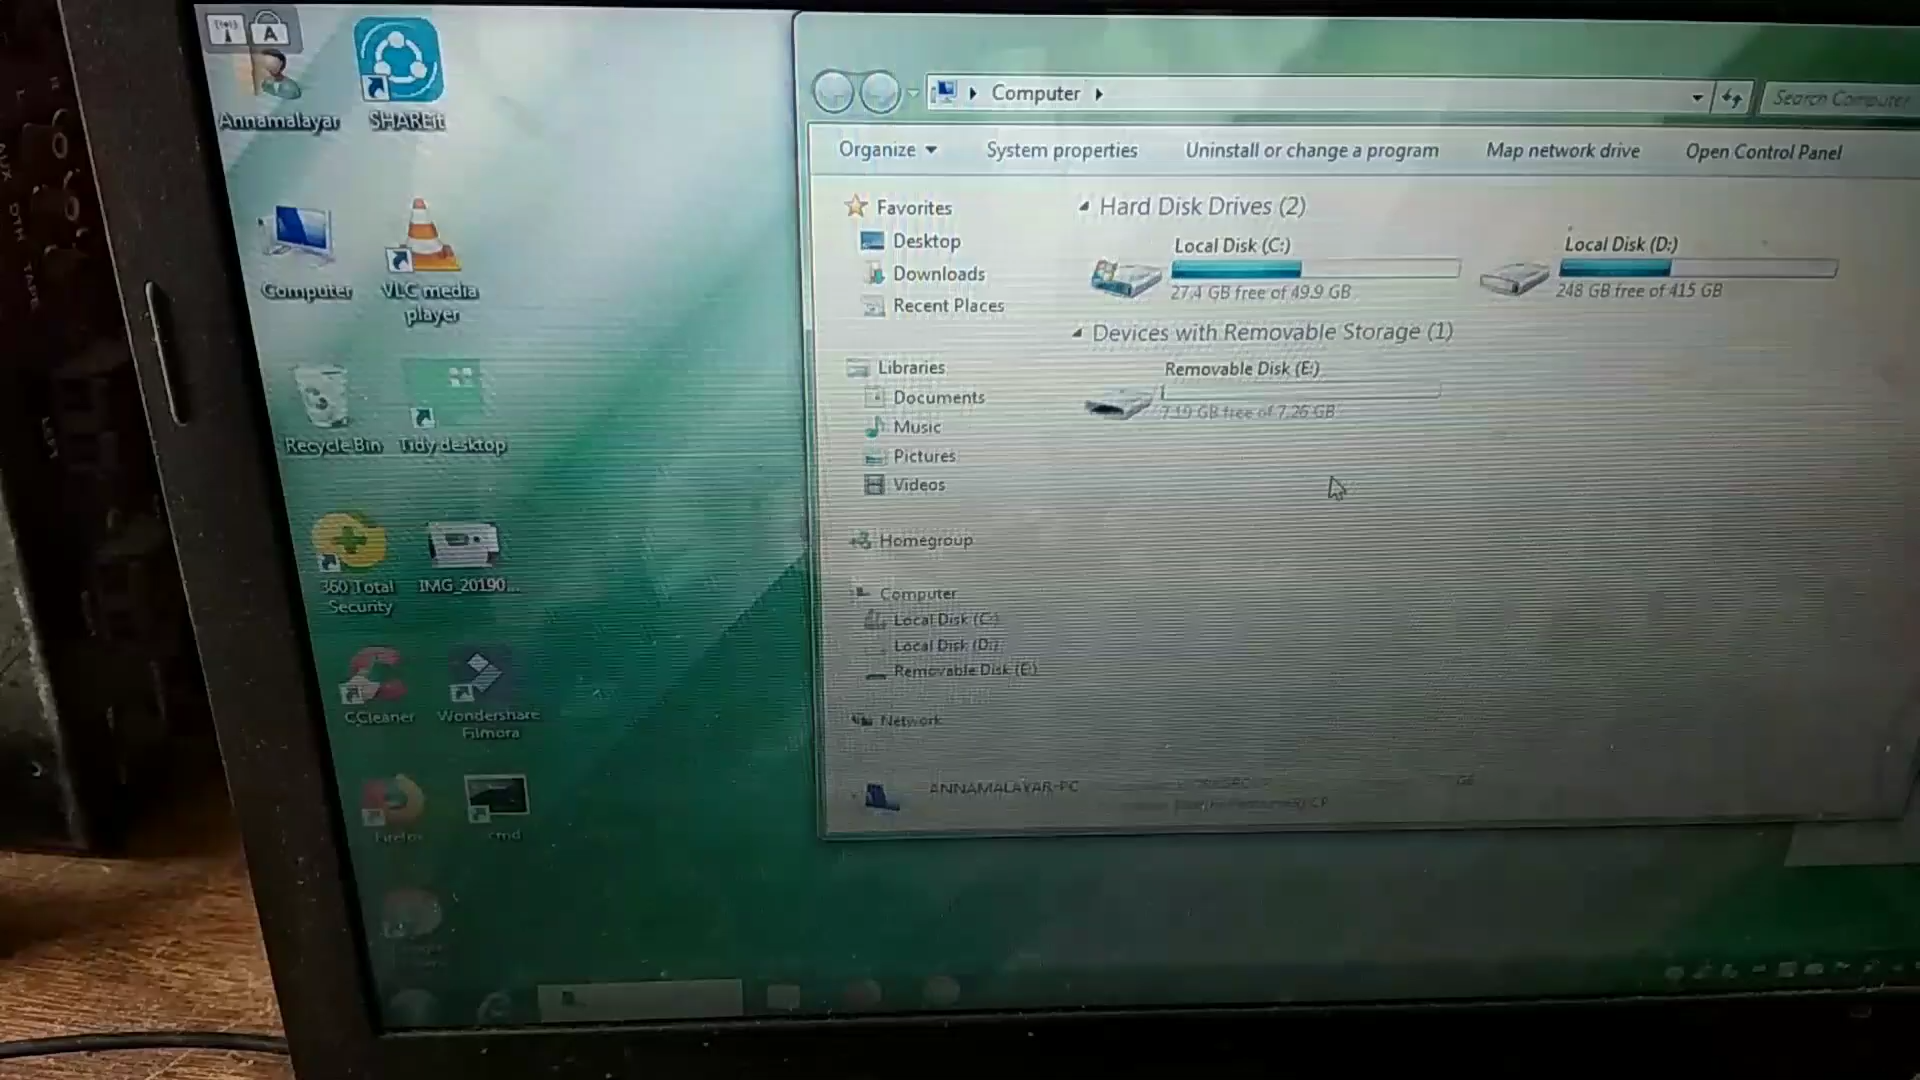 A
Annamalayar
SHAREit
Computer
VLC media
player
Recycle Bin
Tidy desktop
360 Total
Security
IMG_20190...
CCleaner
Wondershare
Filmora
Firefox
cmd
Computer
Search Computer
Organize
System properties
Uninstall or change a program
Map network drive
Open Control Panel
Favorites
Desktop
Downloads
Recent Places
Libraries
Documents
Music
Pictures
Videos
Homegroup
Computer
Local Disk (C:)
Local Disk (D:)
Removable Disk (E:)
Network
Hard Disk Drives (2)
Local Disk (C:)
27.4 GB free of 49.9 GB
Local Disk (D:)
248 GB free of 415 GB
Devices with Removable Storage (1)
Removable Disk (E:)
7.19 GB free of 7.26 GB
ANNAMALAYAR-PC
AUX
DTH
TAPE
LEFT